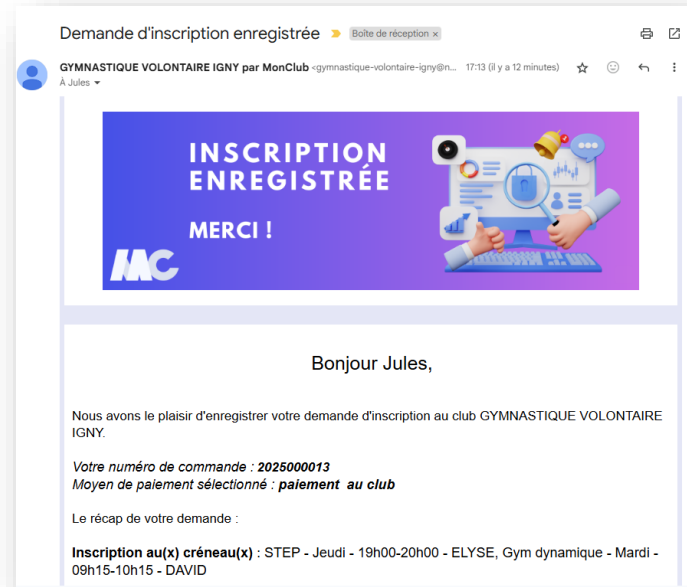 Demande d'inscription enregistrée
Boîte de réception ×
GYMNASTIQUE VOLONTAIRE IGNY par MonClub <gymnastique-volontaire-igny@n... 17:13 (il y a 12 minutes)
À Jules
INSCRIPTION
ENREGISTRÉE
MERCI !
MC
Bonjour Jules,
Nous avons le plaisir d'enregistrer votre demande d'inscription au club GYMNASTIQUE VOLONTAIRE
IGNY.
Votre numéro de commande : 2025000013
Moyen de paiement sélectionné : paiement au club
Le récap de votre demande :
Inscription au(x) créneau(x) : STEP - Jeudi - 19h00-20h00 - ELYSE, Gym dynamique - Mardi -
09h15-10h15 - DAVID